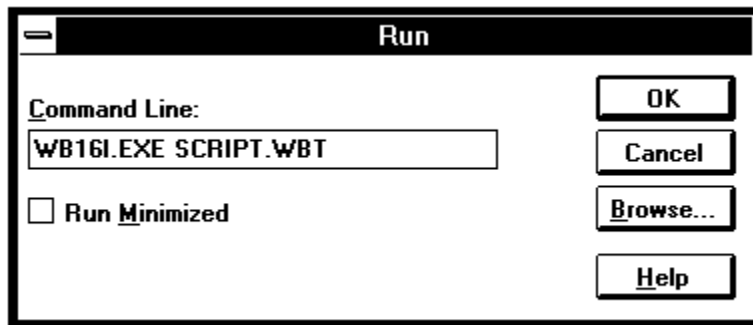 Run
Command Line:
WB16I.EXE SCRIPT.WBT
Run Minimized
OK
Cancel
Browse...
Help